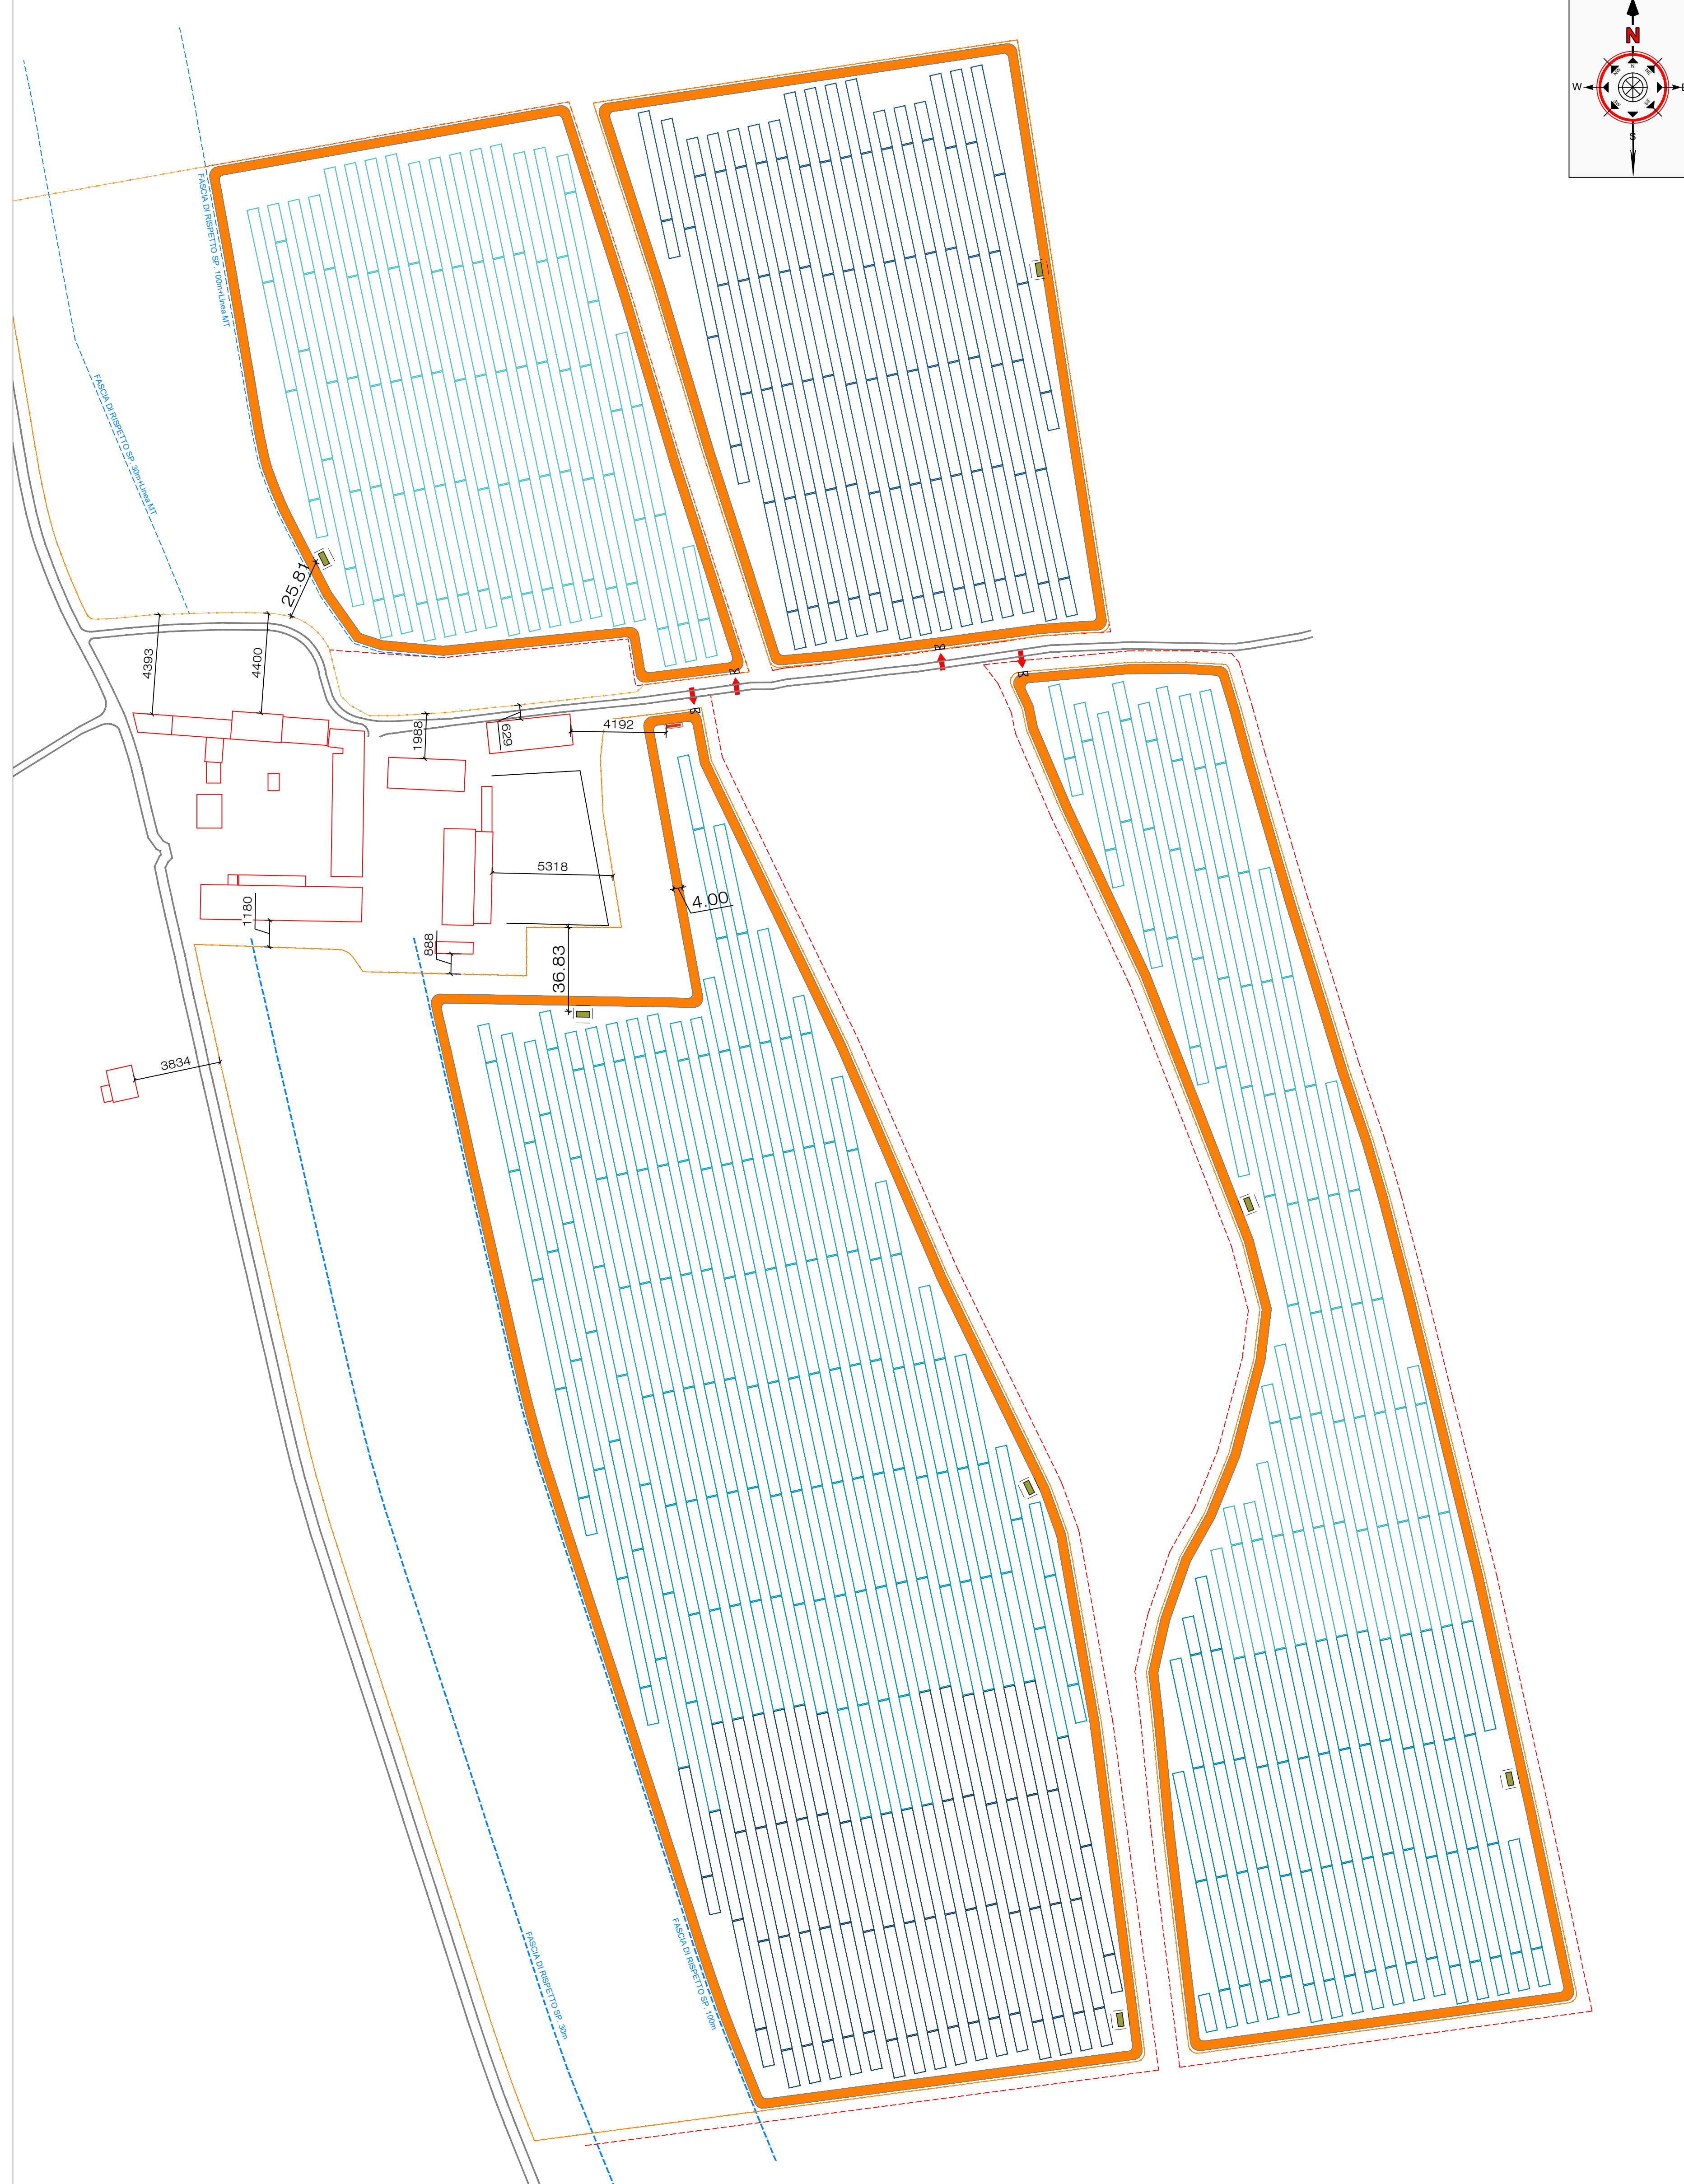 N
W
E
N
S
FASCIA DI RISPETTO SP. 100m+Linea MT
FASCIA DI RISPETTO SP. 30m+Linea MT
25.81
4393
4400
1988
629
4192
5318
4.00
1180
888
36.83
3834
FASCIA DI RISPETTO SP. 30m
FASCIA DI RISPETTO SP. 100m